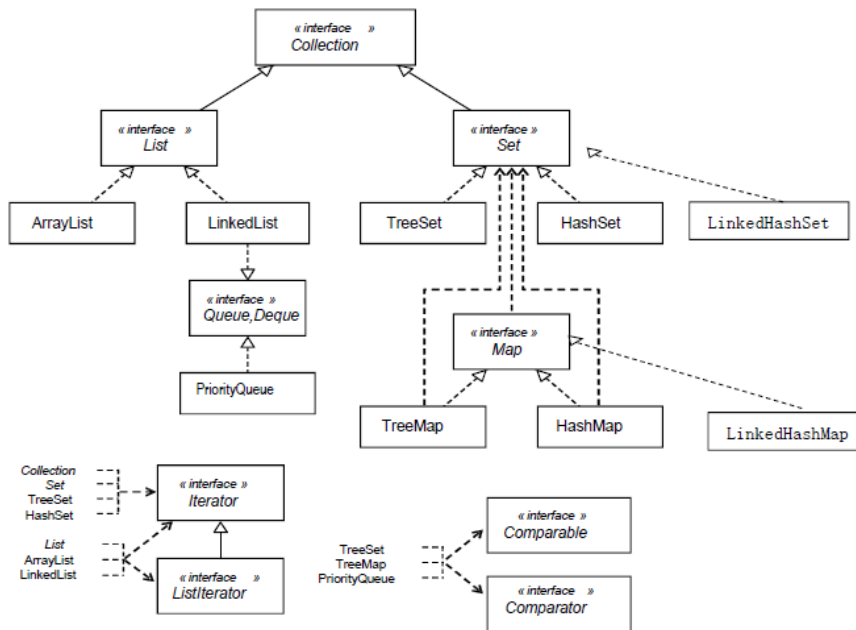 « interface »
Collection
« interface »
List
« interface »
Set
ArrayList
LinkedList
TreeSet
HashSet
LinkedHashSet
« interface »
Queue,Deque
« interface »
Map
PriorityQueue
TreeMap
HashMap
LinkedHashMap
Collection
Set
TreeSet
HashSet
« interface »
Iterator
List
ArrayList
LinkedList
« interface »
ListIterator
TreeSet
TreeMap
PriorityQueue
« interface »
Comparable
« interface »
Comparator